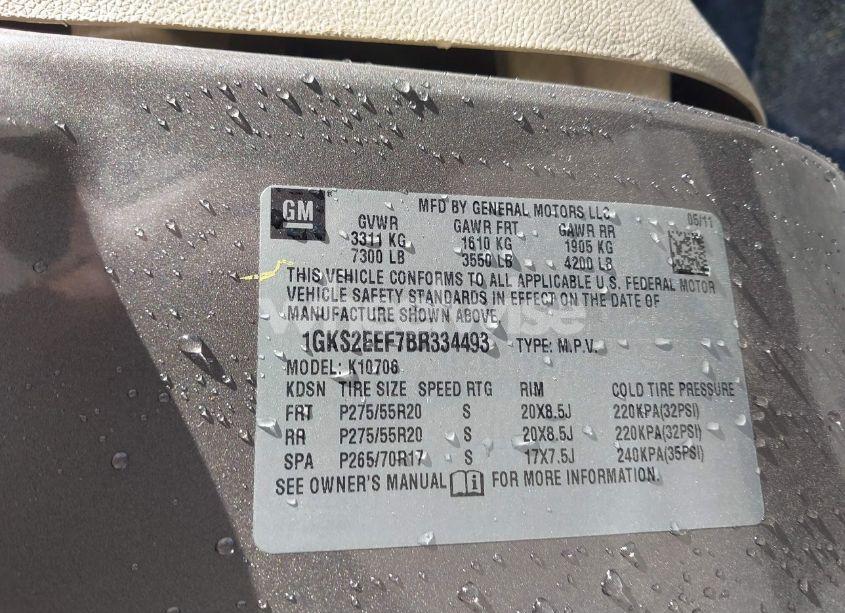 GM
MFD BY GENERAL MOTORS LLC
05/11
GVWR GAWR FRT GAWR RR
3311 KG 1610 KG 1905 KG
7300 LB 3550 LB 4200 LB
THIS VEHICLE CONFORMS TO ALL APPLICABLE U.S. FEDERAL MOTOR
VEHICLE SAFETY STANDARDS IN EFFECT ON THE DATE OF
MANUFACTURE SHOWN ABOVE.
1GKS2EEF7BR334493 TYPE: M.P.V.
MODEL: K10706
KDSN TIRE SIZE SPEED RTG RIM COLD TIRE PRESSURE
FRT P275/55R20 S 20X8.5J 220KPA(32PSI)
RR P275/55R20 S 20X8.5J 220KPA(32PSI)
SPA P265/70R17 S 17X7.5J 240KPA(35PSI)
SEE OWNER'S MANUAL FOR MORE INFORMATION.